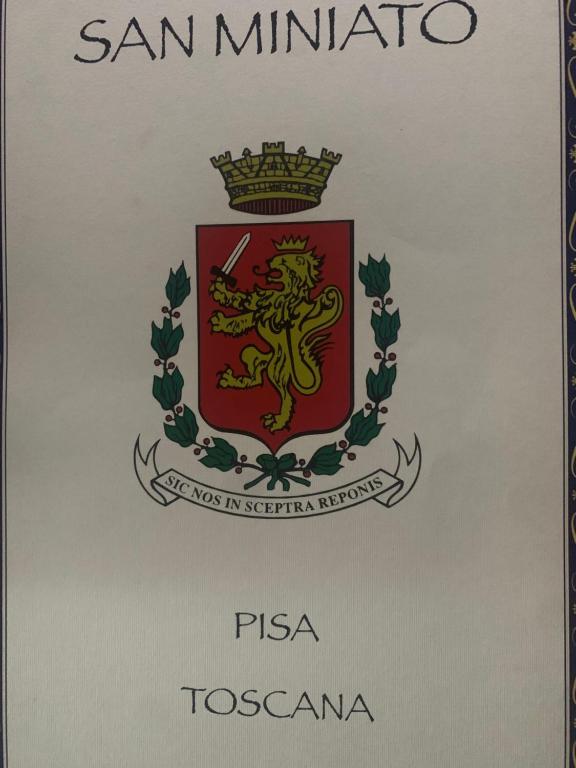 SAN MINIATO
SIC NOS IN SCEPTRA REPONIS
PISA
TOSCANA